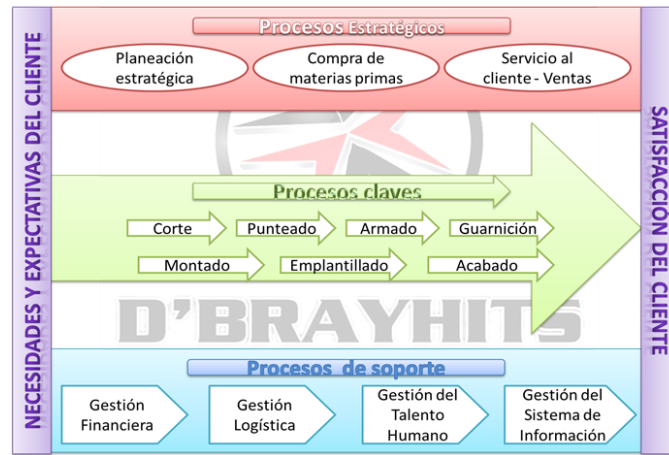 NECESIDADES Y EXPECTATIVAS DEL CLIENTE
Procesos Estratégicos
Planeación
estratégica
Compra de
materias primas
Servicio al
cliente - Ventas
Procesos claves
Corte
Punteado
Armado
Guarnición
Montado
Emplantillado
Acabado
D'BRAYHITS
Procesos de soporte
Gestión
Financiera
Gestión
Logística
Gestión del
Talento
Humano
Gestión del
Sistema de
Información
SATISFACCIÓN DEL CLIENTE